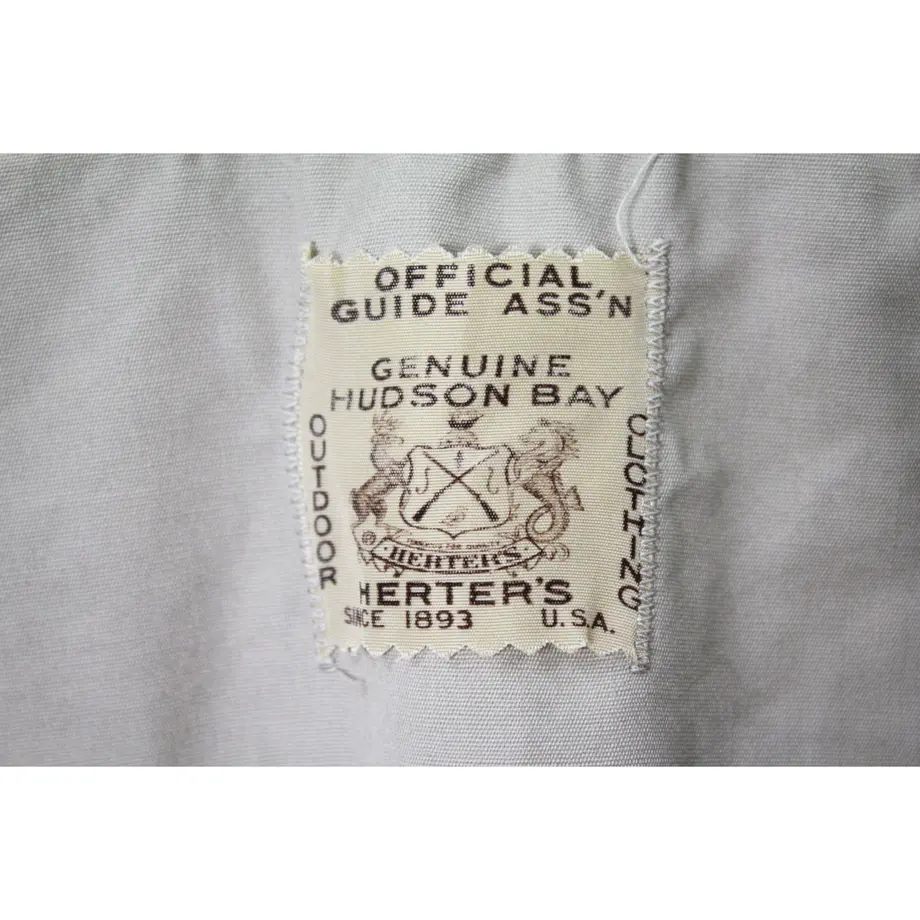 OFFICIAL
GUIDE ASS'N
GENUINE
HUDSON BAY
OUTDOOR
CLOTHING
·HERTER'S·
HERTER'S
SINCE 1893 U.S.A.